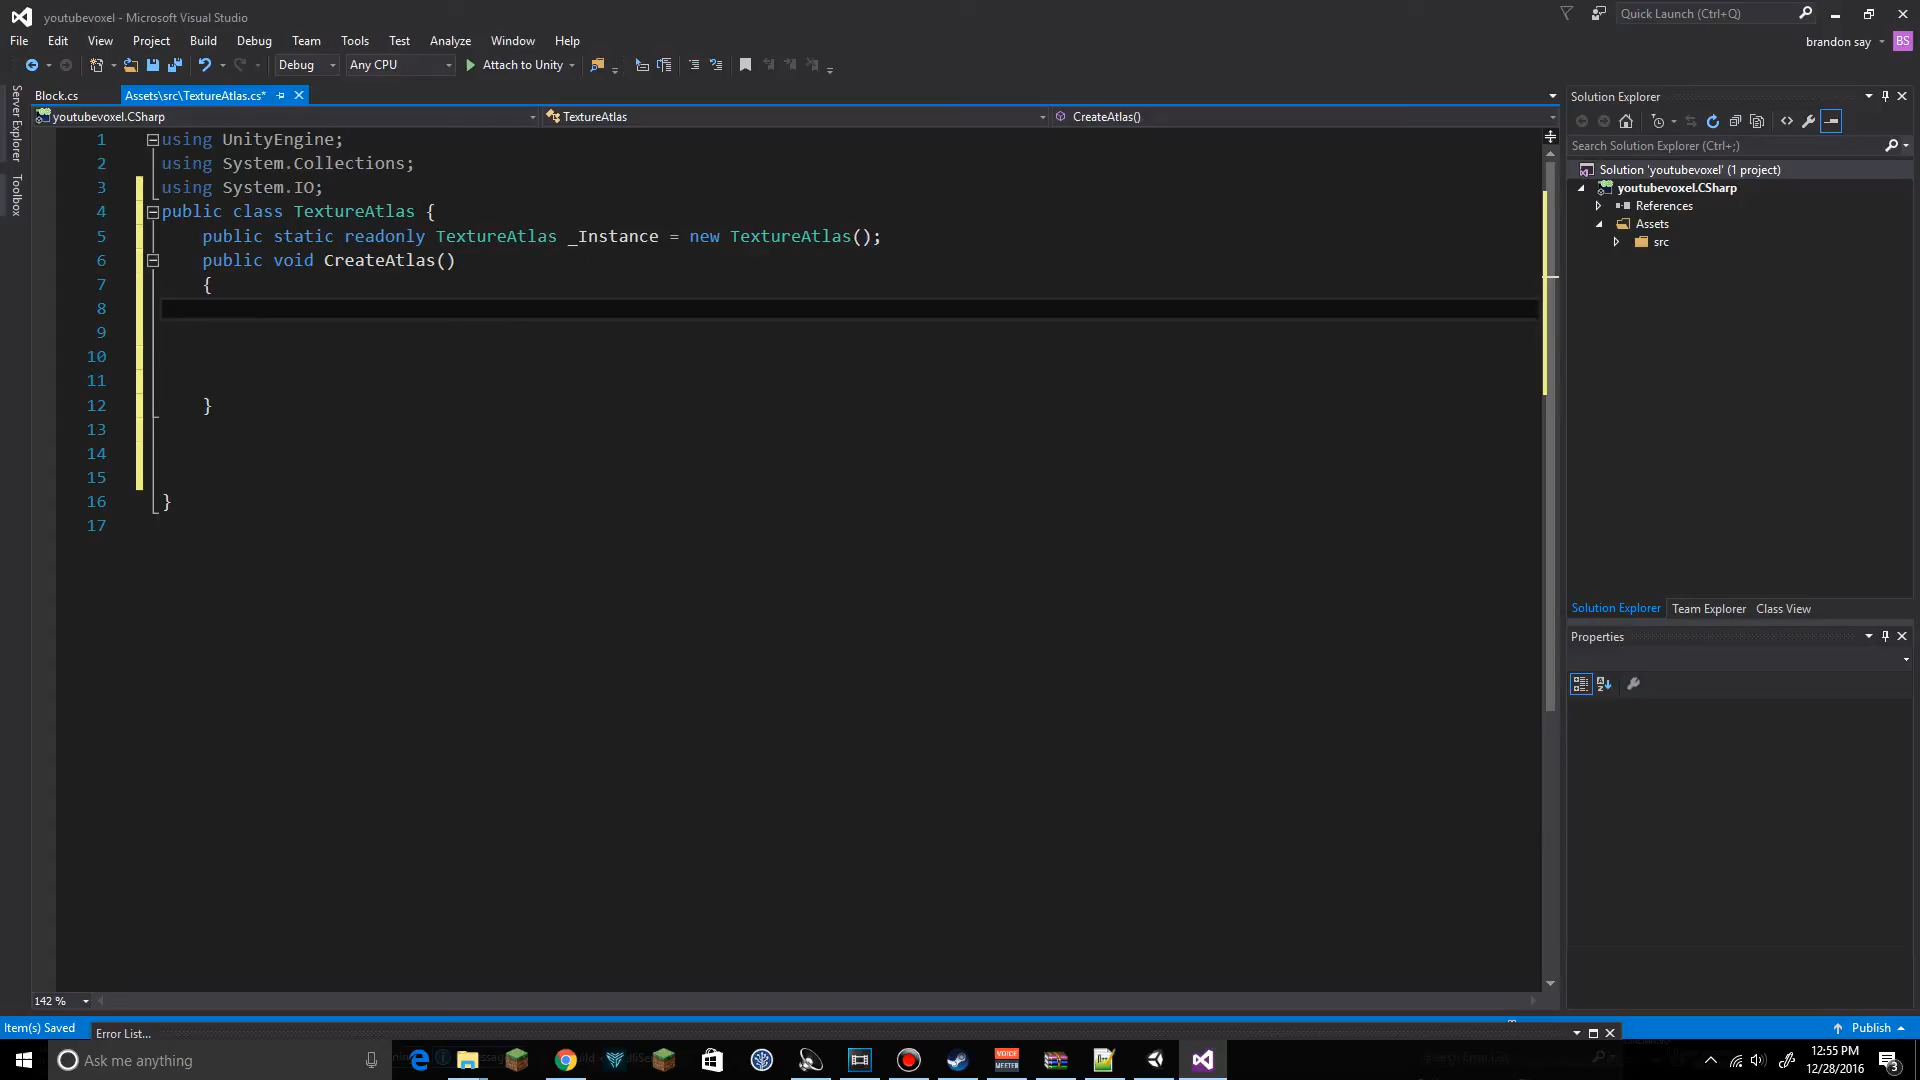 youtubevoxel - Microsoft Visual Studio
Quick Launch (Ctrl+Q)
File Edit View Project Build Debug Team Tools Test Analyze Window Help
brandon say BS
Debug Any CPU Attach to Unity
Server Explorer
Toolbox
Block.cs Assets\src\TextureAtlas.cs*
youtubevoxel.CSharp TextureAtlas CreateAtlas()
1 using UnityEngine;
2 using System.Collections;
3 using System.IO;
4 public class TextureAtlas {
5 public static readonly TextureAtlas _Instance = new TextureAtlas();
6 public void CreateAtlas()
7 {
8
9
10
11
12 }
13
14
15
16 }
17
142 %
Solution Explorer
Search Solution Explorer (Ctrl+;)
Solution 'youtubevoxel' (1 project)
youtubevoxel.CSharp
References
Assets
src
Solution Explorer Team Explorer Class View
Properties
Item(s) Saved
Error List...
Publish
Ask me anything
VOICE MEETER
12:55 PM
12/28/2016
3